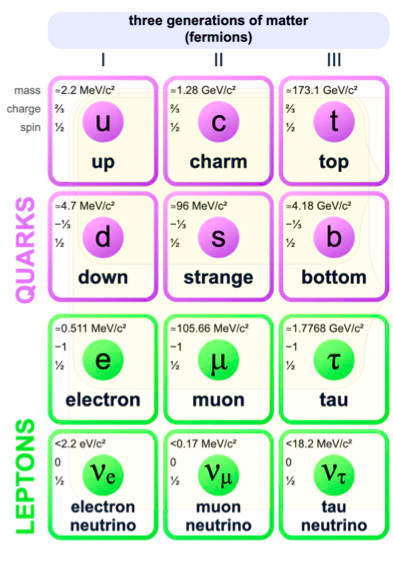 three generations of matter
(fermions)
I II III
mass ≃2.2 MeV/c² ≃1.28 GeV/c² ≃173.1 GeV/c²
charge ⅔ ⅔ ⅔
spin ½ ½ ½
u c t
up charm top
QUARKS
≃4.7 MeV/c² ≃96 MeV/c² ≃4.18 GeV/c²
−⅓ −⅓ −⅓
½ ½ ½
d s b
down strange bottom
≃0.511 MeV/c² ≃105.66 MeV/c² ≃1.7768 GeV/c²
−1 −1 −1
½ ½ ½
e μ τ
electron muon tau
LEPTONS
<2.2 eV/c² <0.17 MeV/c² <18.2 MeV/c²
0 0 0
½ ½ ½
νe νμ ντ
electron muon tau
neutrino neutrino neutrino